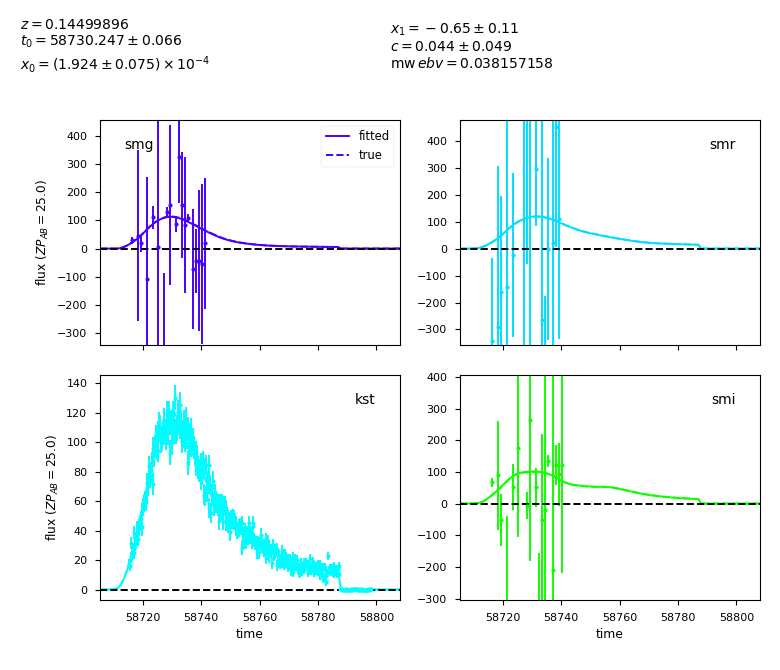 z = 0.14499896
t₀ = 58730.247 ± 0.066
x₀ = (1.924 ± 0.075) × 10⁻⁴
x₁ = −0.65 ± 0.11
c = 0.044 ± 0.049
mw ebv = 0.038157158
smg
fitted
true
400
300
200
100
0
−100
−200
−300
flux (ZP_AB = 25.0)
smr
400
300
200
100
0
−100
−200
−300
kst
140
120
100
80
60
40
20
0
flux (ZP_AB = 25.0)
58720 58740 58760 58780 58800
time
smi
400
300
200
100
0
−100
−200
−300
58720 58740 58760 58780 58800
time